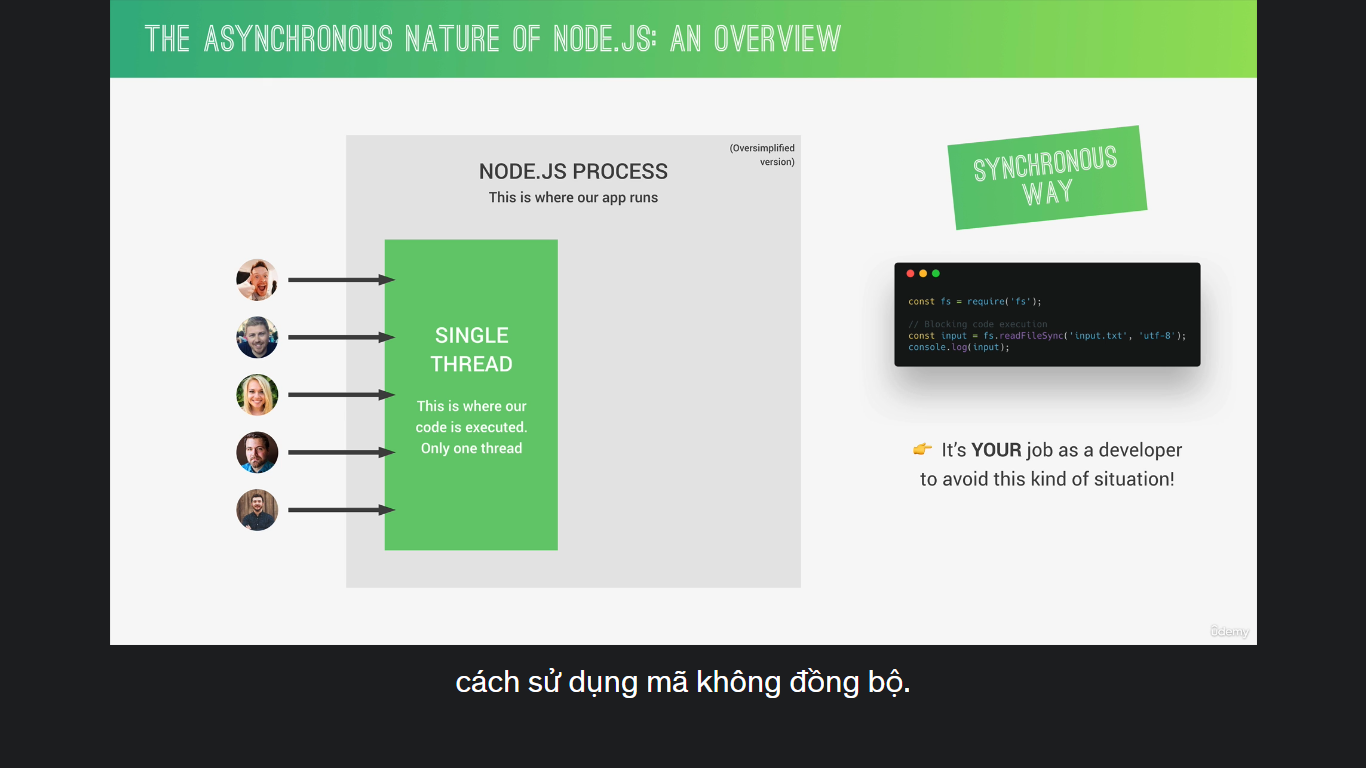 THE ASYNCHRONOUS NATURE OF NODE.JS: AN OVERVIEW
(Oversimplified
version)
NODE.JS PROCESS
This is where our app runs
SINGLE
THREAD
This is where our
code is executed.
Only one thread
SYNCHRONOUS
WAY
const fs = require('fs');
// Blocking code execution
const input = fs.readFileSync('input.txt', 'utf-8');
console.log(input);
👉 It's YOUR job as a developer
to avoid this kind of situation!
ûdemy
cách sử dụng mã không đồng bộ.